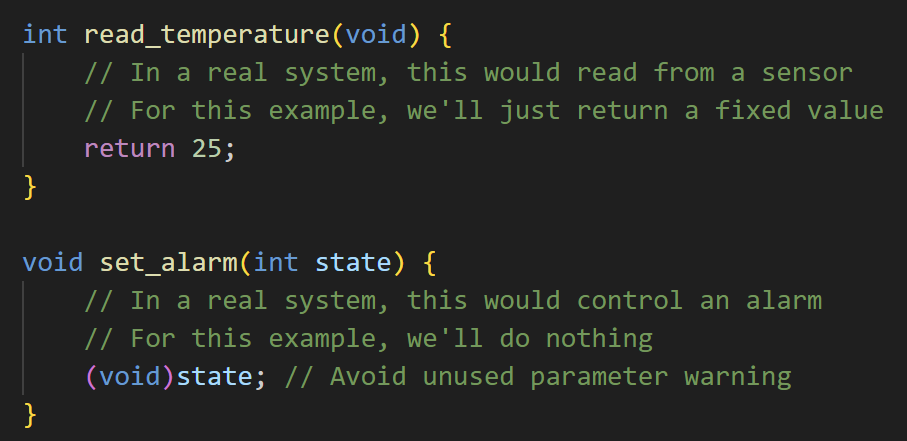 int read_temperature(void) {
    // In a real system, this would read from a sensor
    // For this example, we'll just return a fixed value
    return 25;
}

void set_alarm(int state) {
    // In a real system, this would control an alarm
    // For this example, we'll do nothing
    (void)state; // Avoid unused parameter warning
}